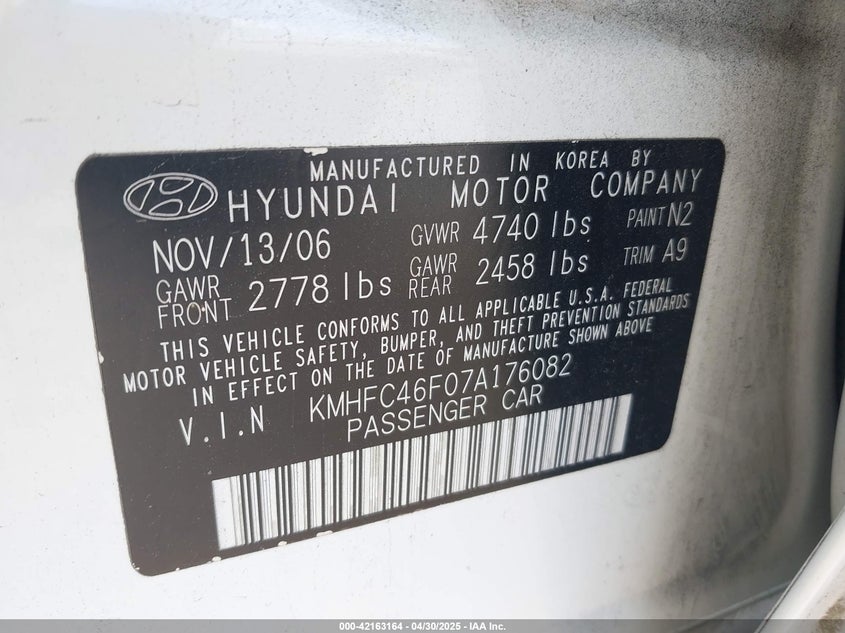 MANUFACTURED IN KOREA BY
HYUNDAI MOTOR COMPANY
NOV/13/06 GVWR 4740 lbs PAINT N2
GAWR FRONT 2778 lbs GAWR REAR 2458 lbs TRIM A9
THIS VEHICLE CONFORMS TO ALL APPLICABLE U.S.A. FEDERAL
MOTOR VEHICLE SAFETY, BUMPER, AND THEFT PREVENTION STANDARDS
IN EFFECT ON THE DATE OF MANUFACTURE SHOWN ABOVE
V.I.N KMHFC46F07A176082
PASSENGER CAR
000-42163164 - 04/30/2025 - IAA Inc.